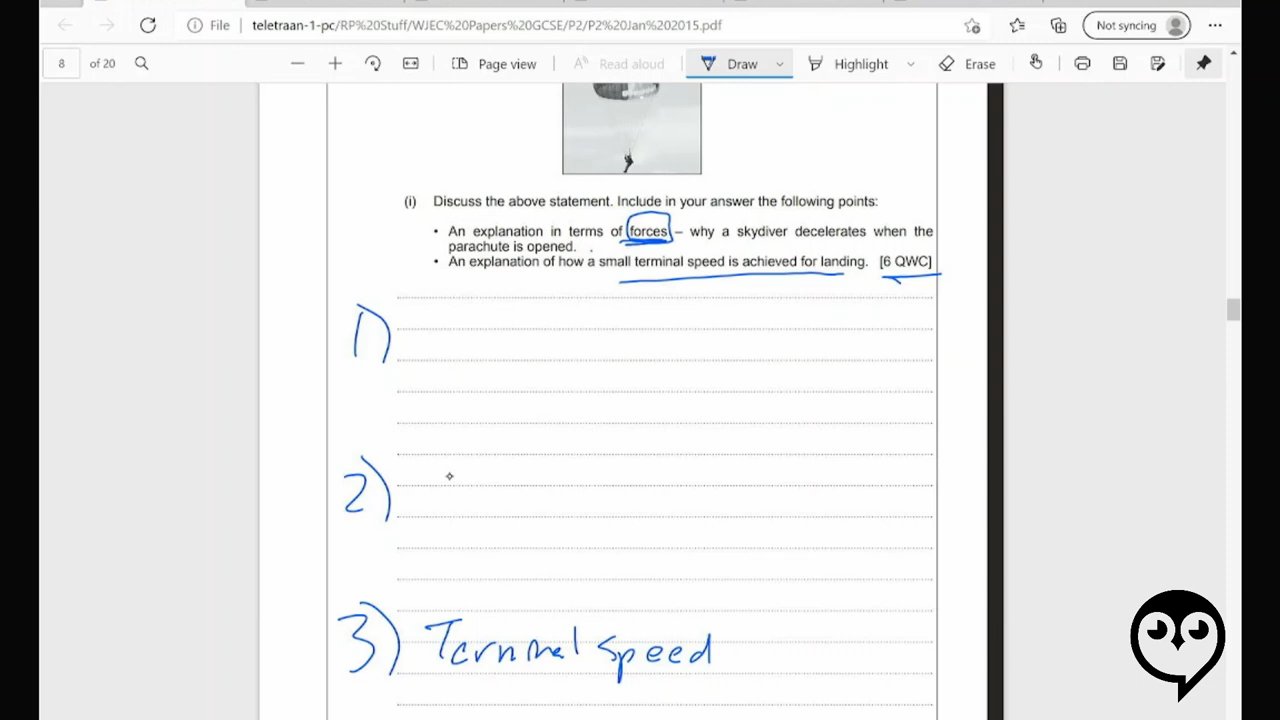 File teletraan-1-pc/RP%20Stuff/WJEC%20Papers%20GCSE/P2/P2%20Jan%202015.pdf Not syncing
8 of 20 Page view Read aloud Draw Highlight Erase
(i) Discuss the above statement. Include in your answer the following points:
• An explanation in terms of forces – why a skydiver decelerates when the
parachute is opened.
• An explanation of how a small terminal speed is achieved for landing. [6 QWC]
1)
2)
3) Terminal speed